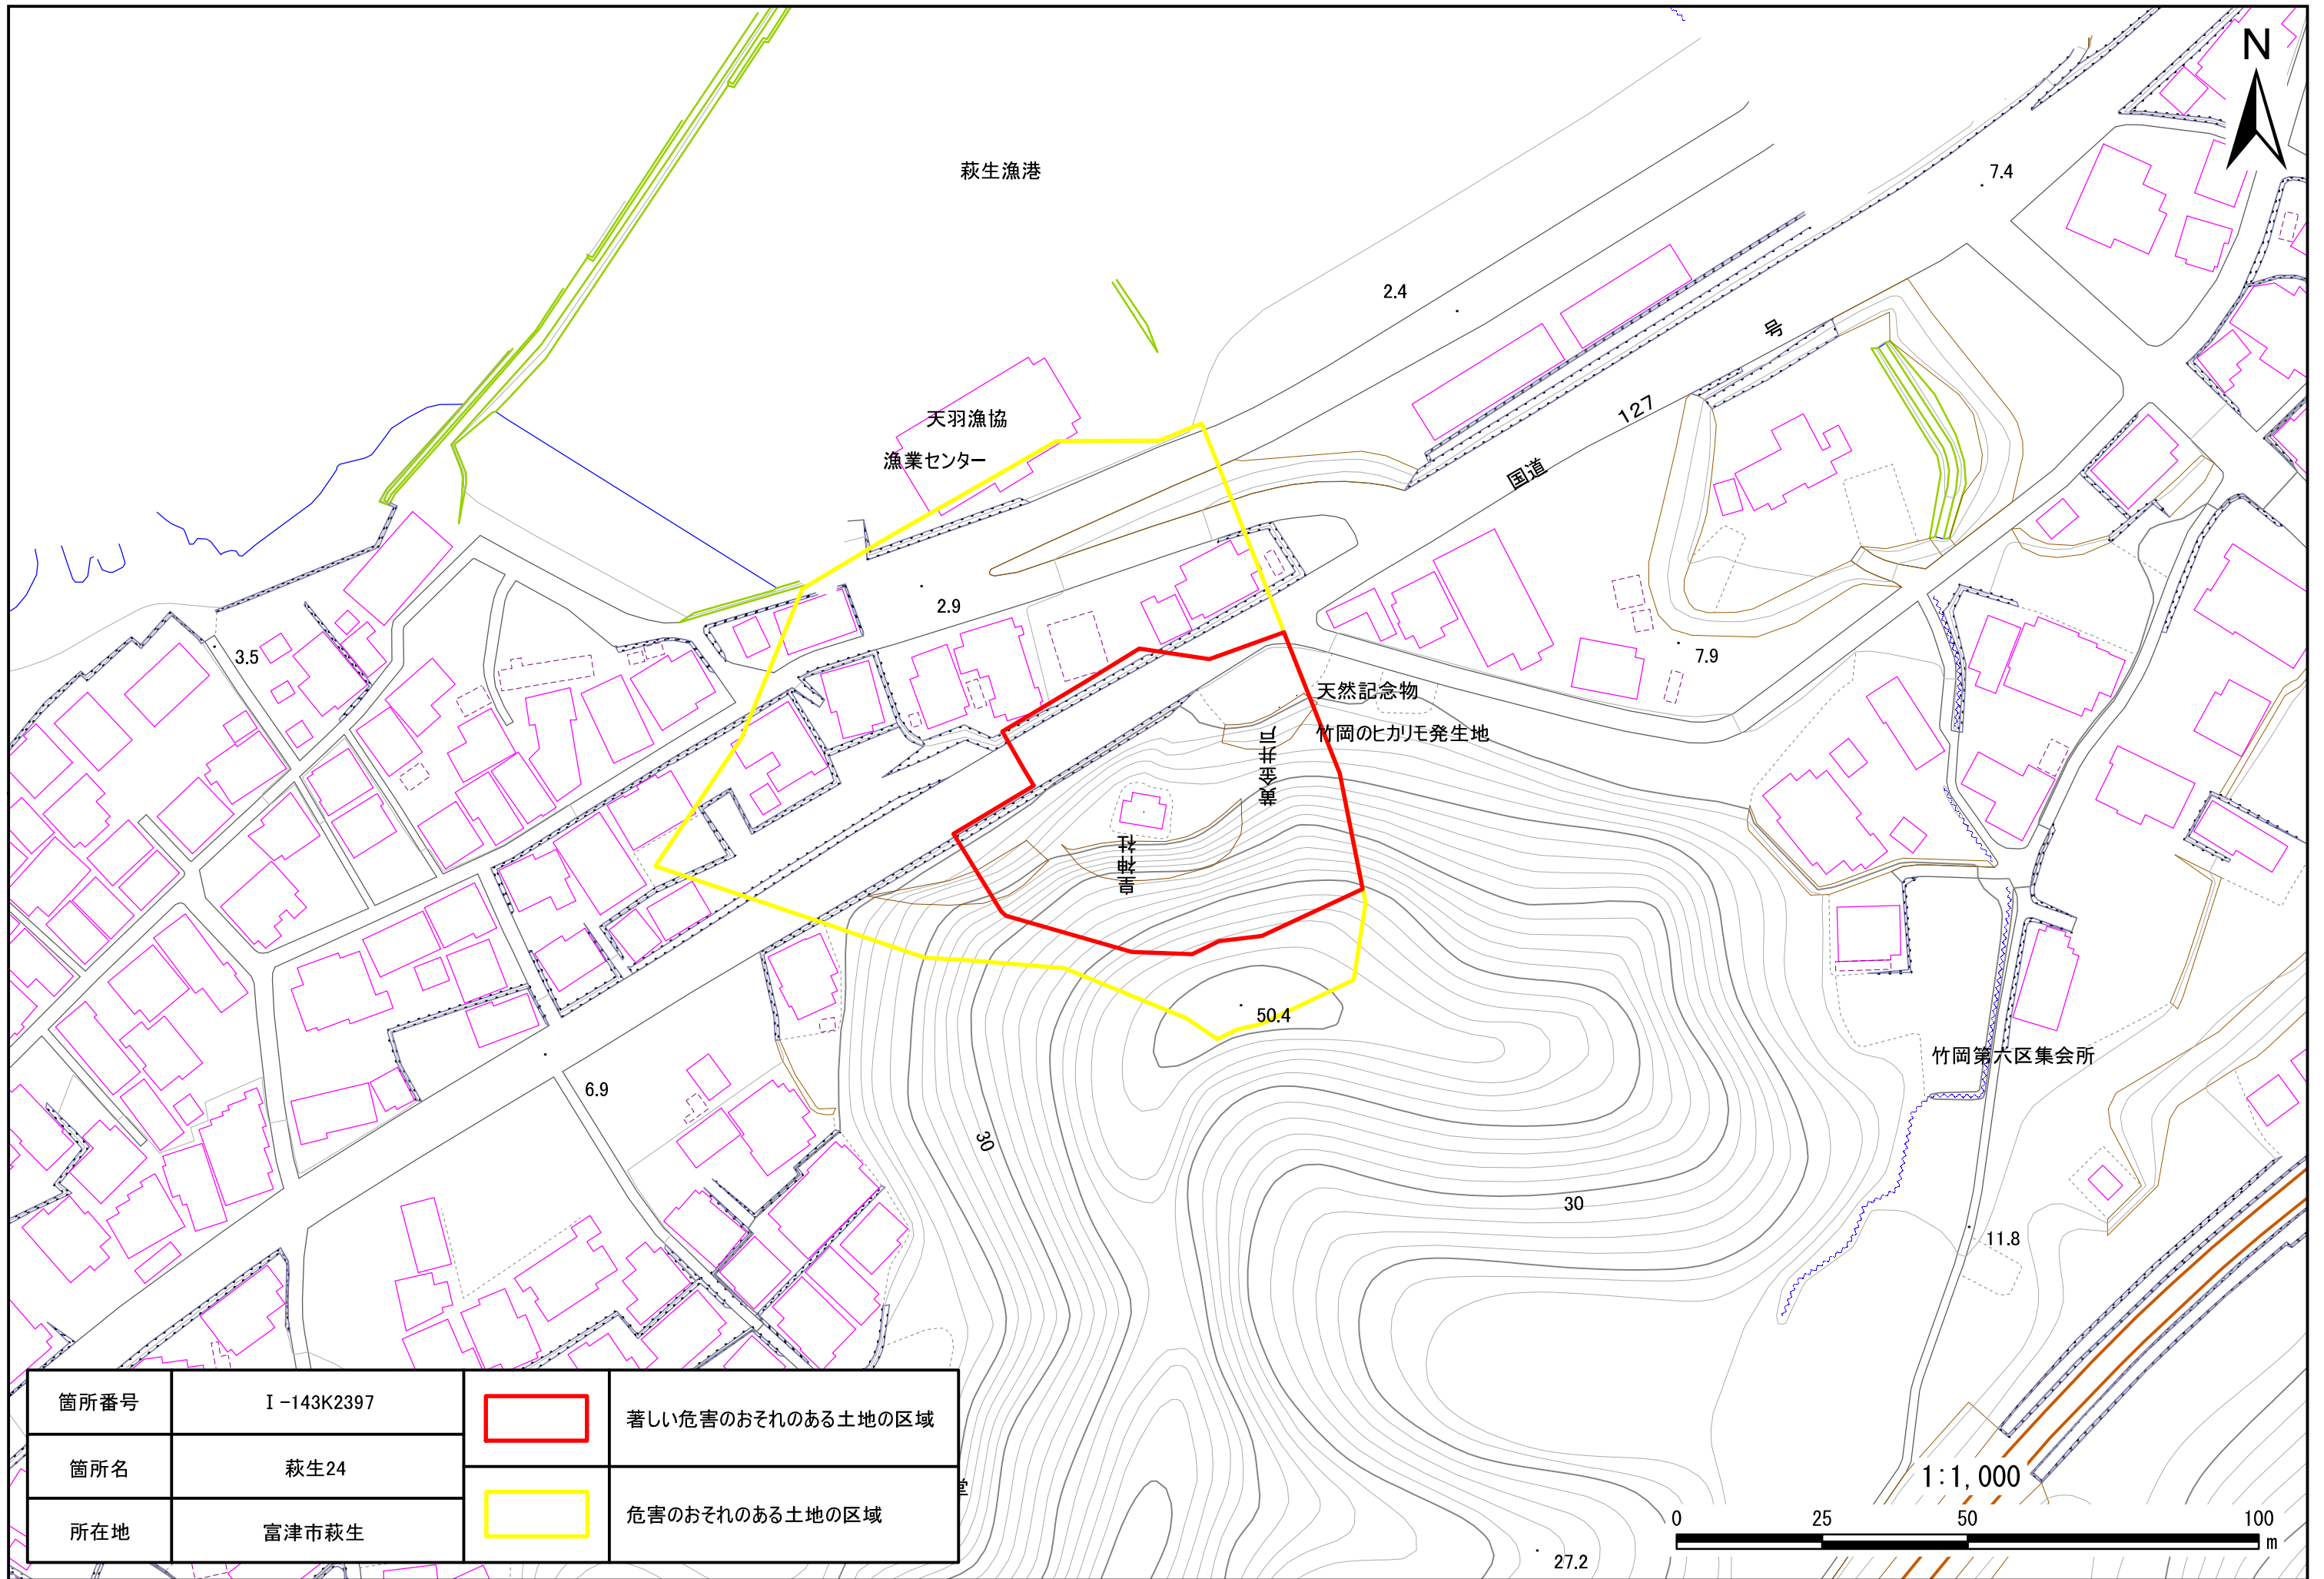 N
萩生漁港
7.4
2.4
号
127
国道
天羽漁協
漁業センター
2.9
3.5
7.9
天然記念物
竹岡のヒカリモ発生地
黄金井戸
皇神社
50.4
竹岡第六区集会所
6.9
30
30
11.8
27.2
堂
箇所番号
Ⅰ-143K2397
箇所名
萩生24
所在地
富津市萩生
著しい危害のおそれのある土地の区域
危害のおそれのある土地の区域
1:1,000
0 25 50 100
m